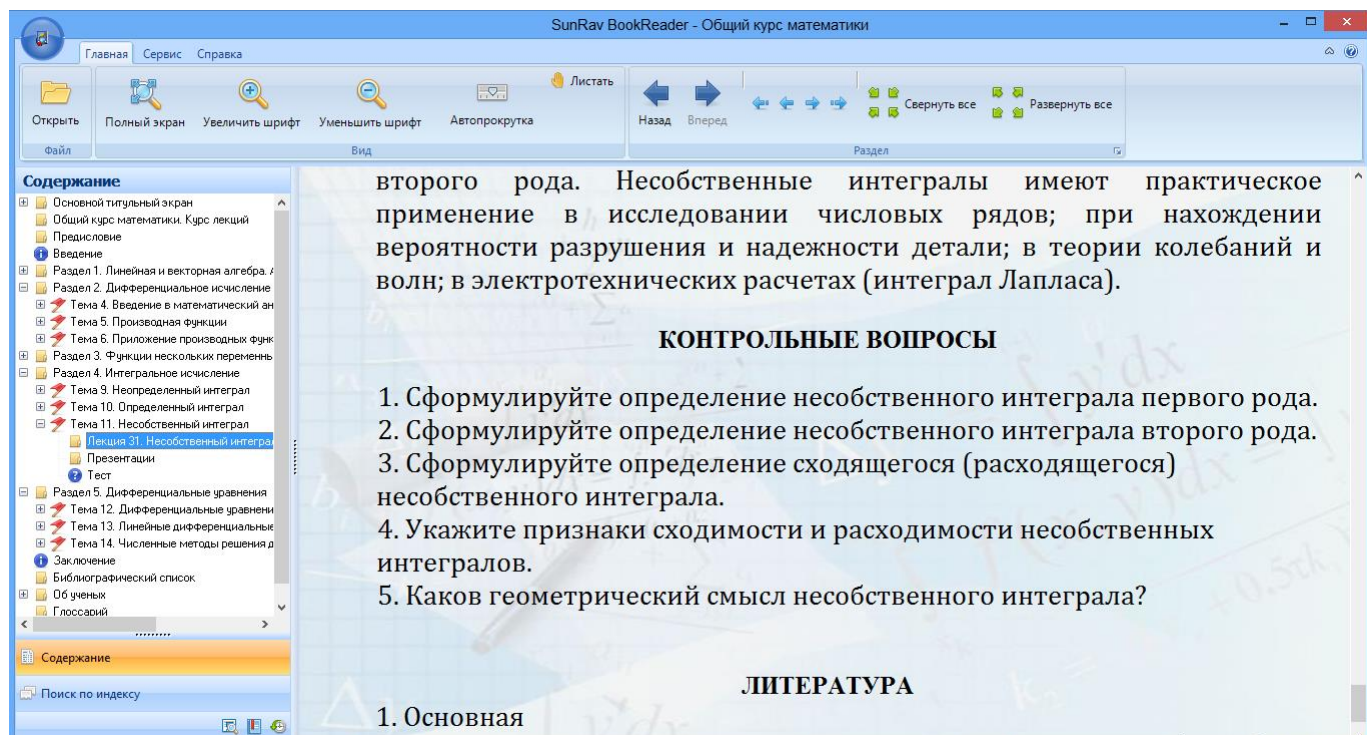 SunRav BookReader - Общий курс математики
Главная Сервис Справка
Открыть
Полный экран
Увеличить шрифт
Уменьшить шрифт
Автопрокрутка
Листать
Назад
Вперед
Свернуть все
Развернуть все
Файл
Вид
Раздел
Содержание
Основной титульный экран
Общий курс математики. Курс лекций
Предисловие
Введение
Раздел 1. Линейная и векторная алгебра.
Раздел 2. Дифференциальное исчисление
Тема 4. Введение в математический ан
Тема 5. Производная функции
Тема 6. Приложение производных функ
Раздел 3. Функции нескольких переменнь
Раздел 4. Интегральное исчисление
Тема 9. Неопределенный интеграл
Тема 10. Определенный интеграл
Тема 11. Несобственный интеграл
Лекция 31. Несобственный интеграл
Презентации
Тест
Раздел 5. Дифференциальные уравнения
Тема 12. Дифференциальные уравнени
Тема 13. Линейные дифференциальные
Тема 14. Численные методы решения д
Заключение
Библиографический список
Об ученых
Глоссарий
Содержание
Поиск по индексу
второго рода. Несобственные интегралы имеют практическое
применение в исследовании числовых рядов; при нахождении
вероятности разрушения и надежности детали; в теории колебаний и
волн; в электротехнических расчетах (интеграл Лапласа).
КОНТРОЛЬНЫЕ ВОПРОСЫ
1. Сформулируйте определение несобственного интеграла первого рода.
2. Сформулируйте определение несобственного интеграла второго рода.
3. Сформулируйте определение сходящегося (расходящегося)
несобственного интеграла.
4. Укажите признаки сходимости и расходимости несобственных
интегралов.
5. Каков геометрический смысл несобственного интеграла?
ЛИТЕРАТУРА
1. Основная